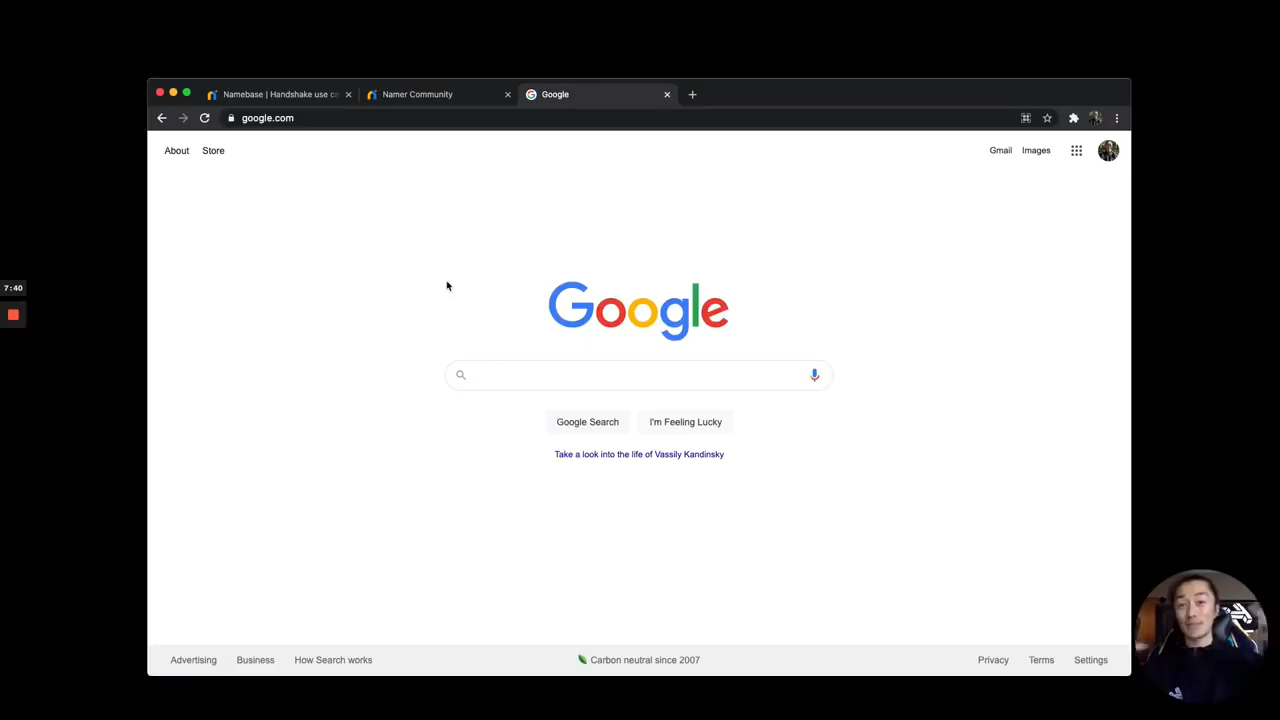 Namebase | Handshake use ca
Namer Community
Google
google.com
About
Store
Gmail
Images
7:40
Google
Google Search
I'm Feeling Lucky
Take a look into the life of Vassily Kandinsky
Advertising
Business
How Search works
Carbon neutral since 2007
Privacy
Terms
Settings